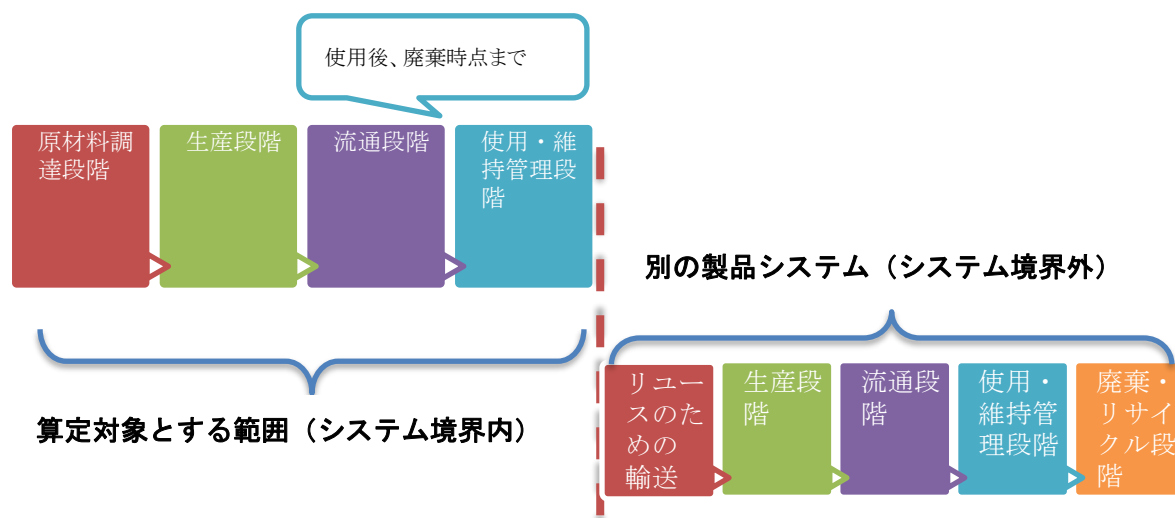 使用後、廃棄時点まで
原材料調
達段階
生産段階
流通段階
使用・維
持管理段
階
別の製品システム（システム境界外）
算定対象とする範囲（システム境界内）
リユー
スのた
めの
輸送
生産段
階
流通段
階
使用・
維持管
理段階
廃棄・
リサイ
クル段
階